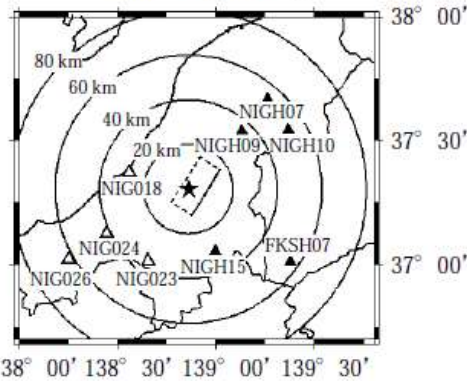 38° 00'
80 km
60 km
NIGH07
40 km
NIGH09 NIGH10
37° 30'
20 km
NIG018
NIG024 FKSH07
NIG026 NIG023 NIGH15
37° 00'
38° 00' 138° 30' 139° 00' 139° 30'